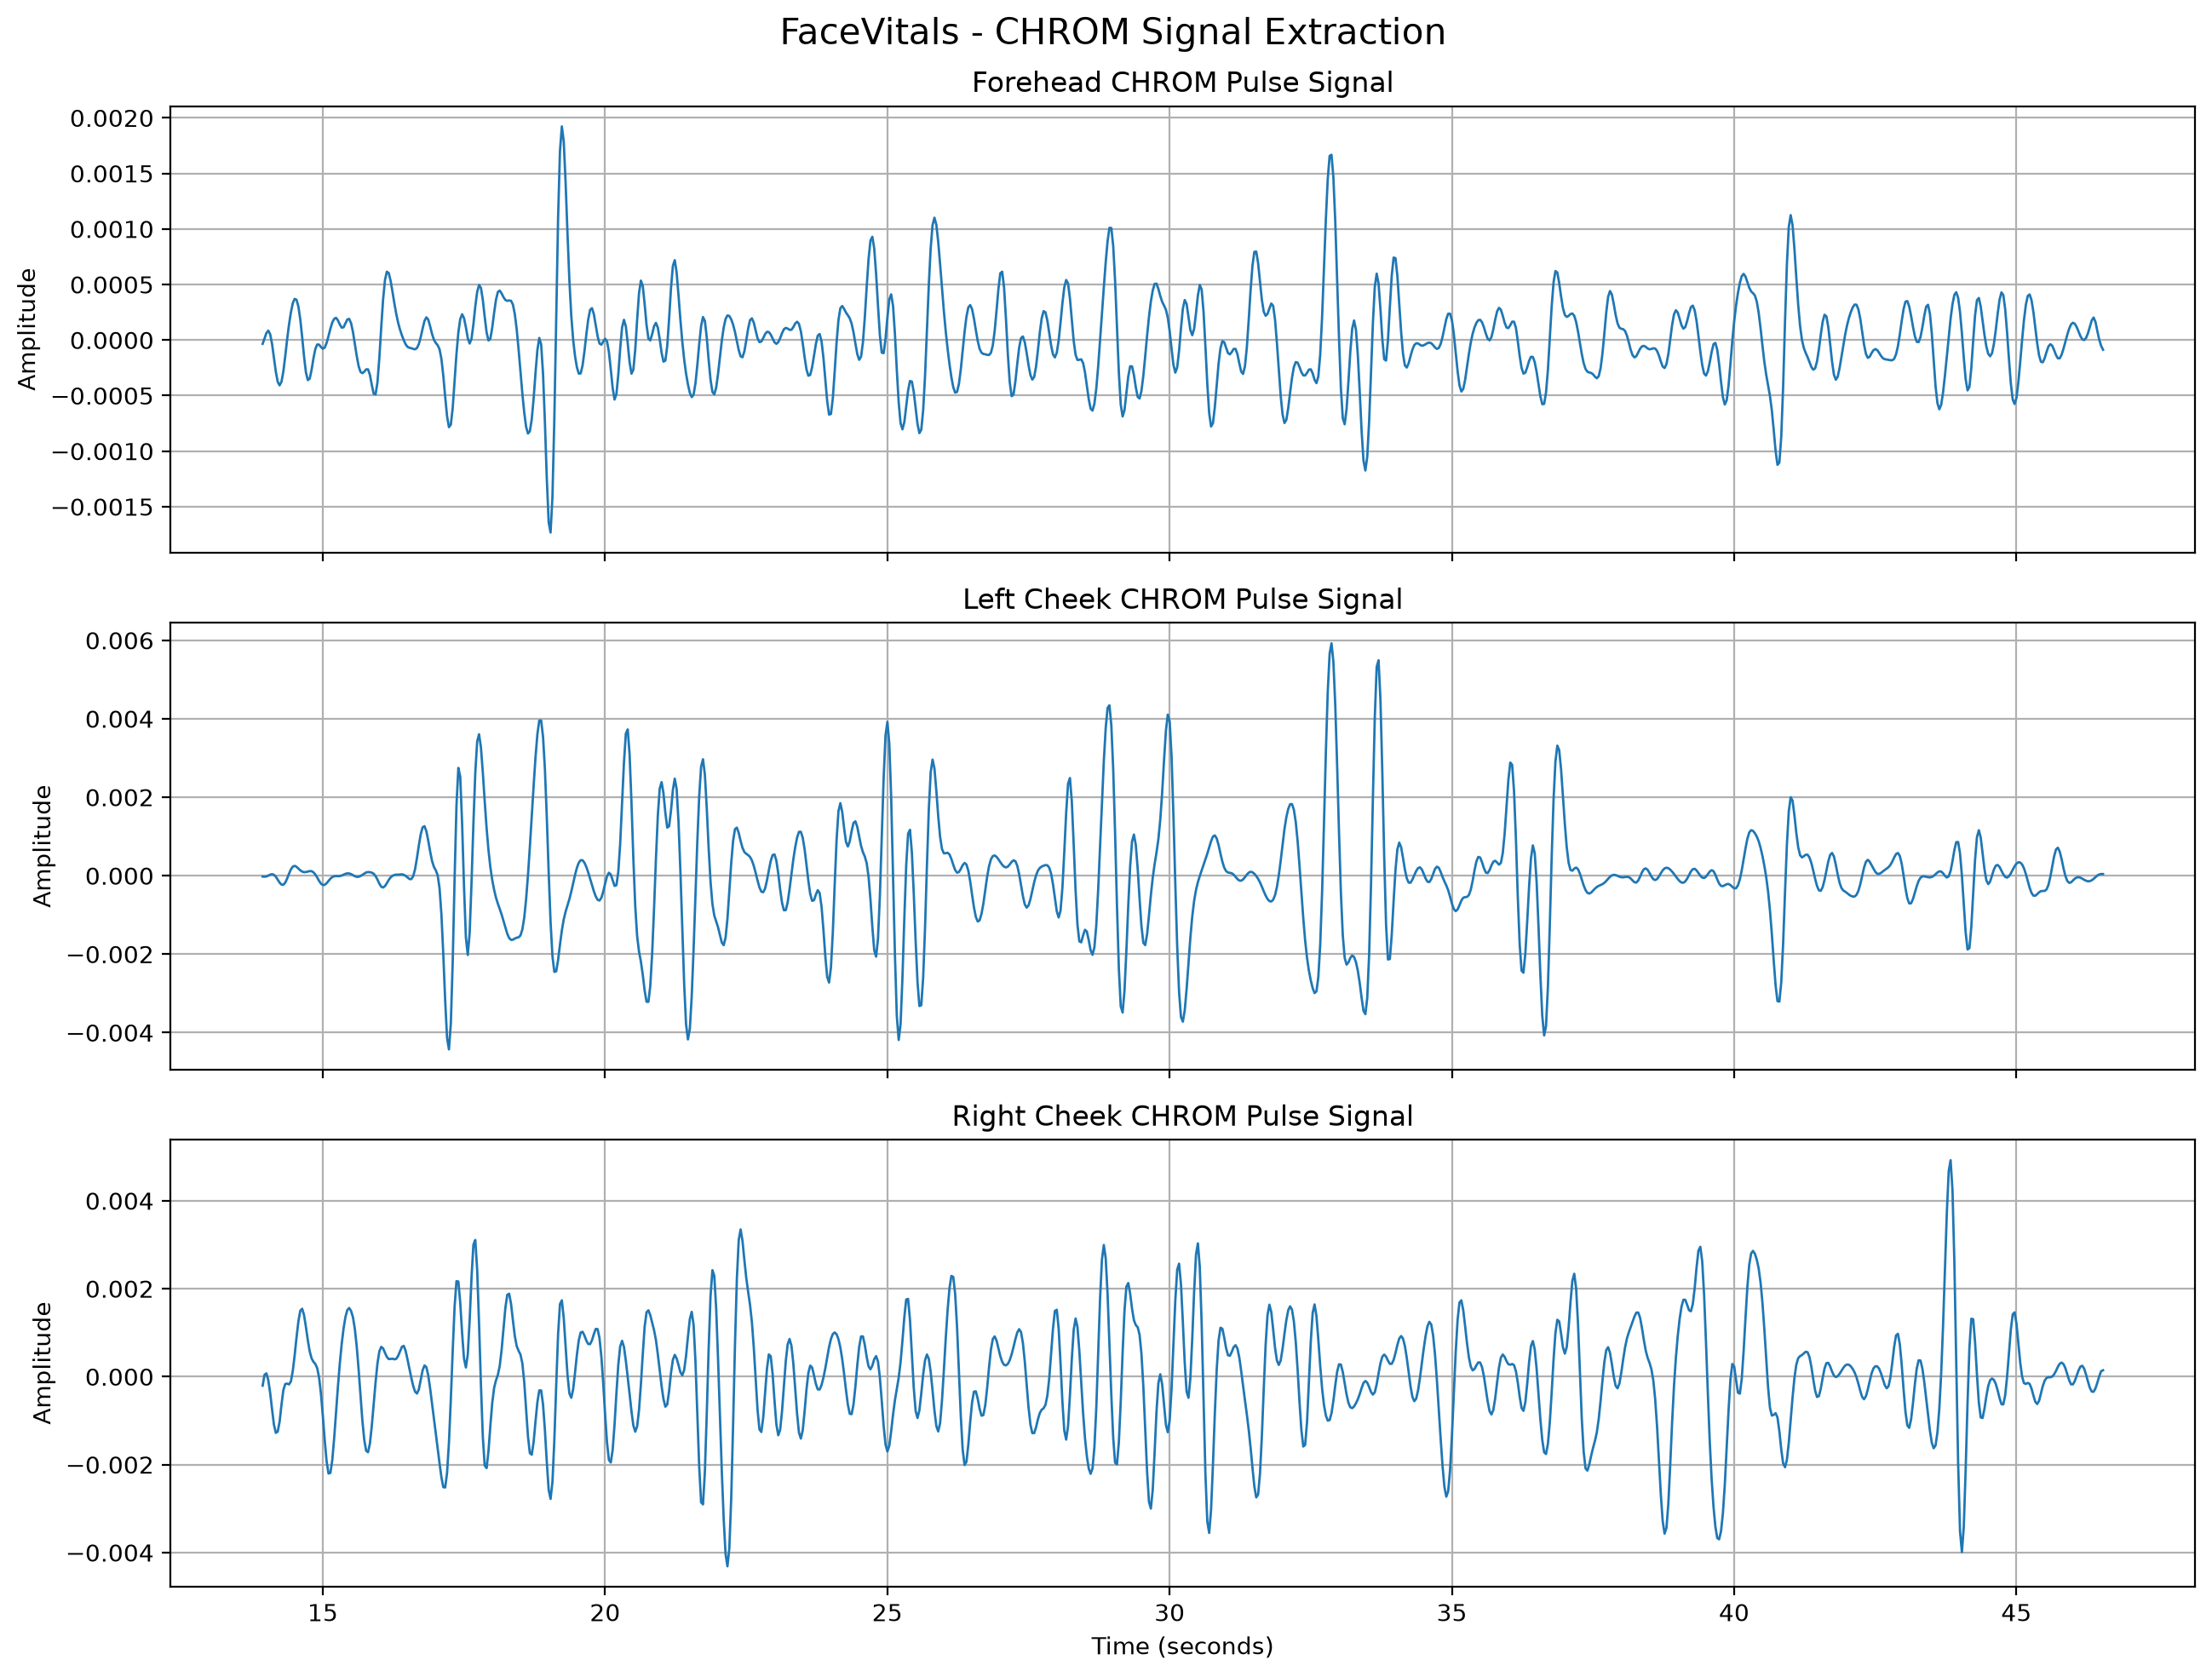 FaceVitals - CHROM Signal Extraction
Forehead CHROM Pulse Signal
0.0020
0.0015
0.0010
0.0005
0.0000
−0.0005
−0.0010
−0.0015
Amplitude
Left Cheek CHROM Pulse Signal
0.006
0.004
0.002
0.000
−0.002
−0.004
Amplitude
Right Cheek CHROM Pulse Signal
0.004
0.002
0.000
−0.002
−0.004
Amplitude
15 20 25 30 35 40 45
Time (seconds)